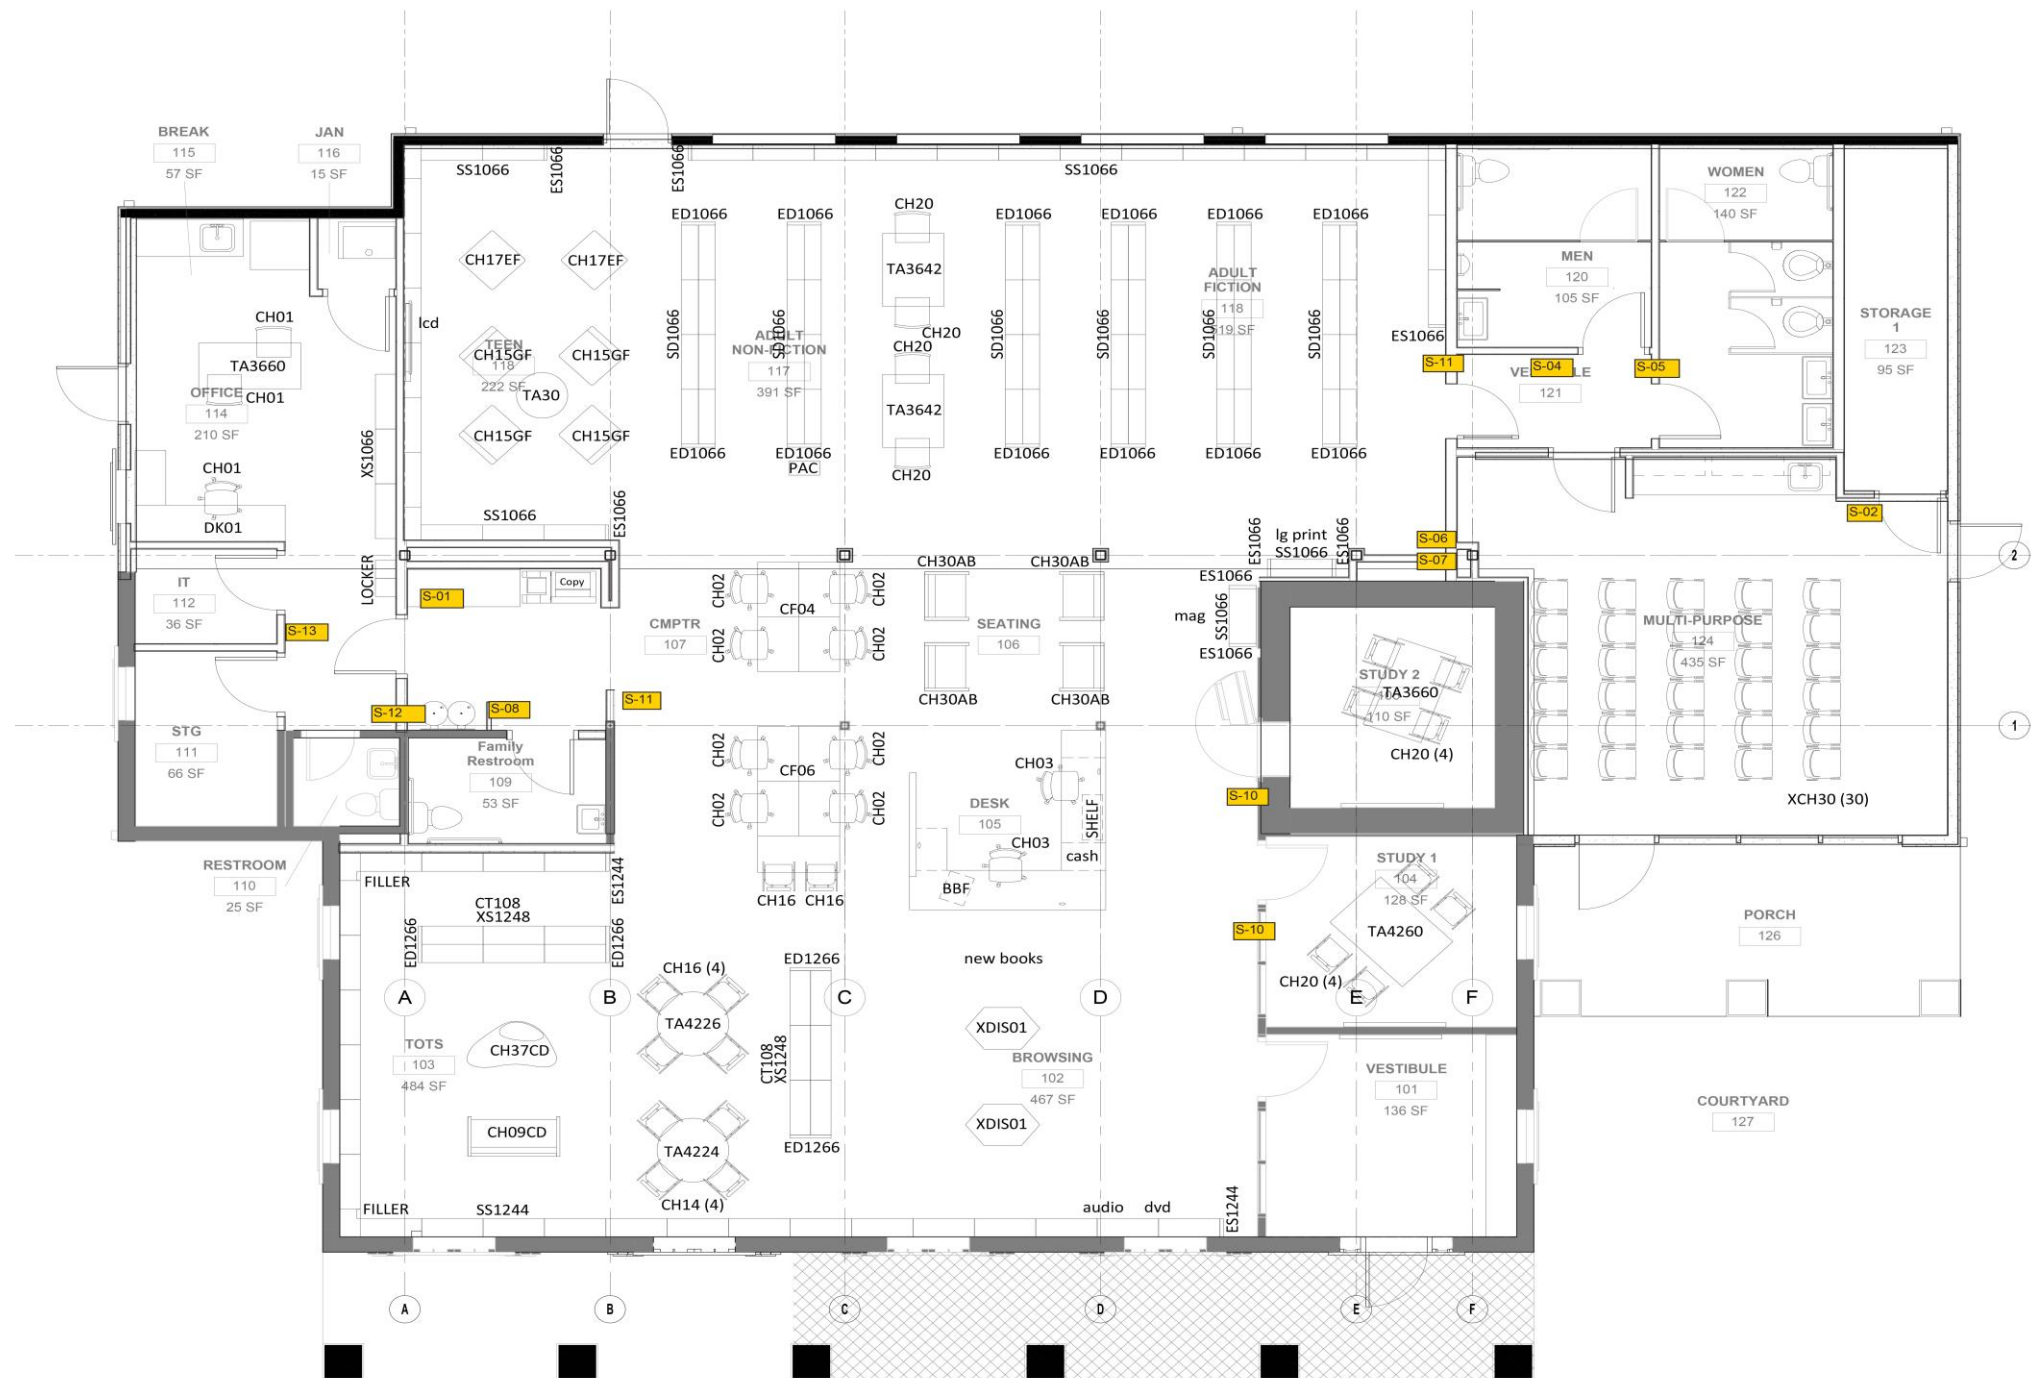 BREAK
115
57 SF
JAN
116
15 SF
SS1066
ES1066
ES1066
SS1066
WOMEN
122
140 SF
CH17EF
CH17EF
ED1066
ED1066
CH20
TA3642
CH20
ED1066
ED1066
ED1066
ED1066
MEN
120
105 SF
ADULT
FICTION
118
519 SF
STORAGE
1
123
95 SF
CH01
TA3660
CH01
OFFICE
114
210 SF
lcd
TEEN
118
222 SF
CH15GF
CH15GF
TA30
CH15GF
CH15GF
SD1066
SD1066
ADULT
NON-FICTION
117
391 SF
CH20
TA3642
CH20
SD1066
SD1066
SD1066
SD1066
ES1066
S-11
S-04
S-05
121
XS1066
CH01
DK01
SS1066
ES1066
ED1066
ED1066
PAC
ED1066
ED1066
ED1066
ED1066
S-02
lg print
SS1066
ES1066
ES1066
S-06
S-07
2
IT
112
36 SF
LOCKER
S-01
Copy
S-13
CMPTR
107
CH02
CH02
CF04
CH02
CH02
CH30AB
CH30AB
SEATING
106
CH30AB
CH30AB
ES1066
mag
SS1066
ES1066
MULTI-PURPOSE
124
435 SF
STUDY 2
TA3660
110 SF
CH20 (4)
XCH30 (30)
1
S-12
S-08
S-11
STG
111
66 SF
Family
Restroom
109
53 SF
CH02
CH02
CF06
CH02
CH02
CH03
DESK
105
SHELF
CH03
cash
BBF
S-10
RESTROOM
110
25 SF
FILLER
ES1244
CT108
XS1248
ED1266
ED1266
CH16
CH16
STUDY 1
104
128 SF
TA4260
CH20 (4)
S-10
PORCH
126
new books
CH16 (4)
TA4226
ED1266
A
B
C
D
E
F
TOTS
103
484 SF
CH37CD
CT108
XS1248
XDIS01
BROWSING
102
467 SF
VESTIBULE
101
136 SF
COURTYARD
127
CH09CD
TA4224
CH14 (4)
ED1266
XDIS01
FILLER
SS1244
audio
dvd
ES1244
A
B
C
D
E
F